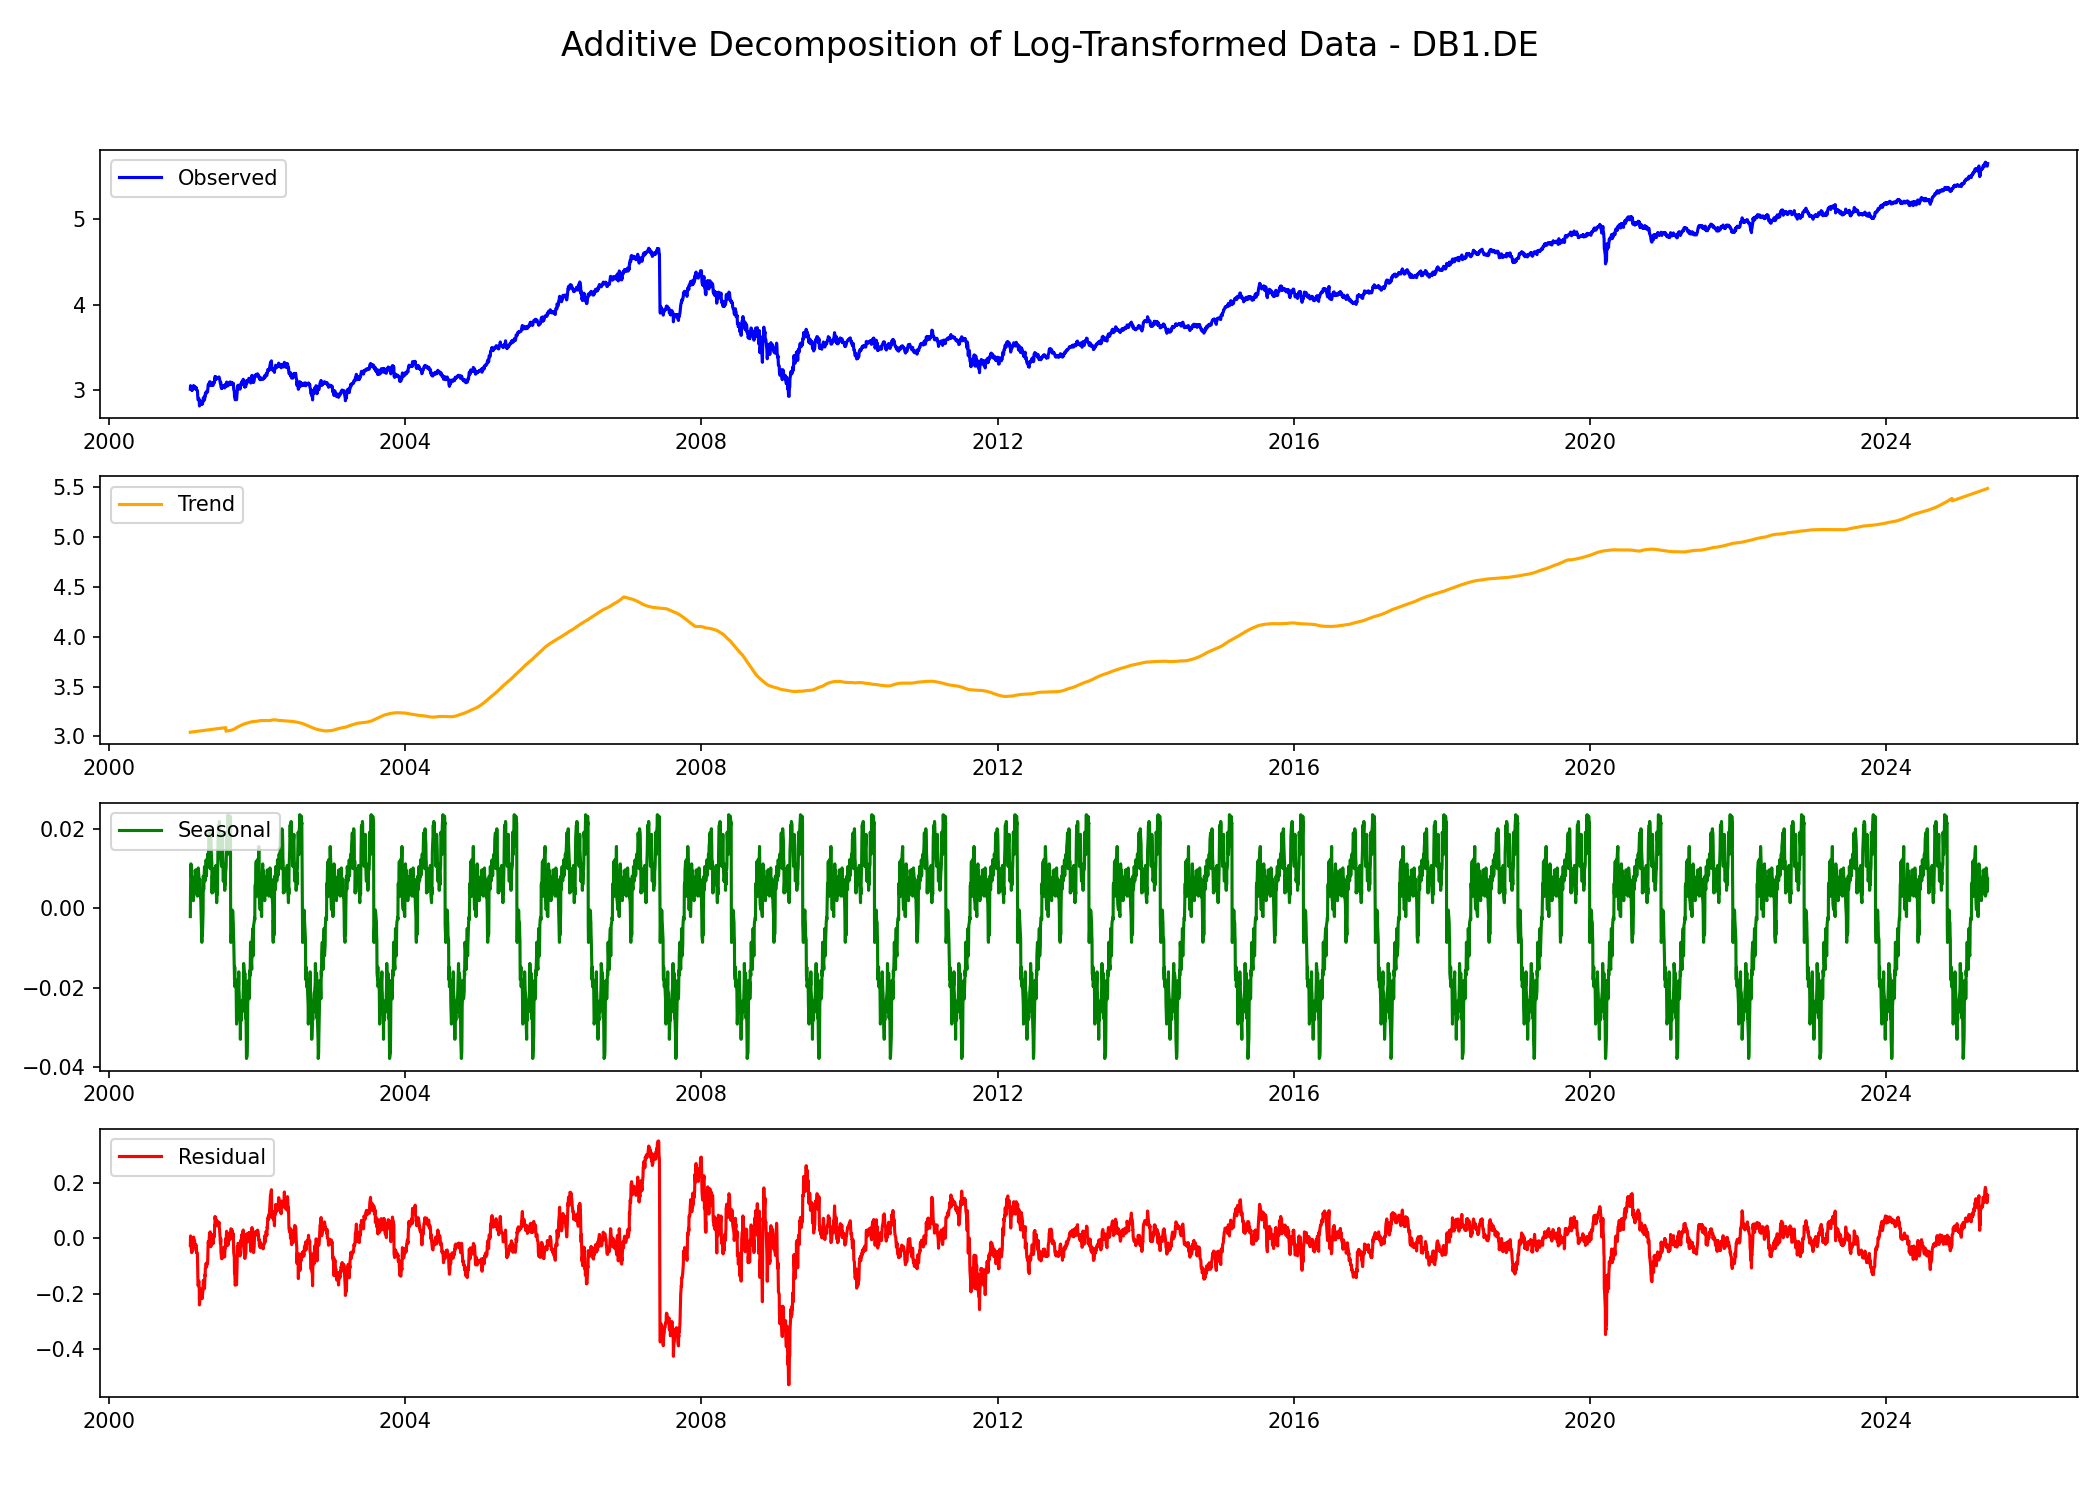 Additive Decomposition of Log-Transformed Data - DB1.DE
Observed
5
4
3
2000 2004 2008 2012 2016 2020 2024
Trend
5.5
5.0
4.5
4.0
3.5
3.0
2000 2004 2008 2012 2016 2020 2024
Seasonal
0.02
0.00
−0.02
−0.04
2000 2004 2008 2012 2016 2020 2024
Residual
0.2
0.0
−0.2
−0.4
2000 2004 2008 2012 2016 2020 2024